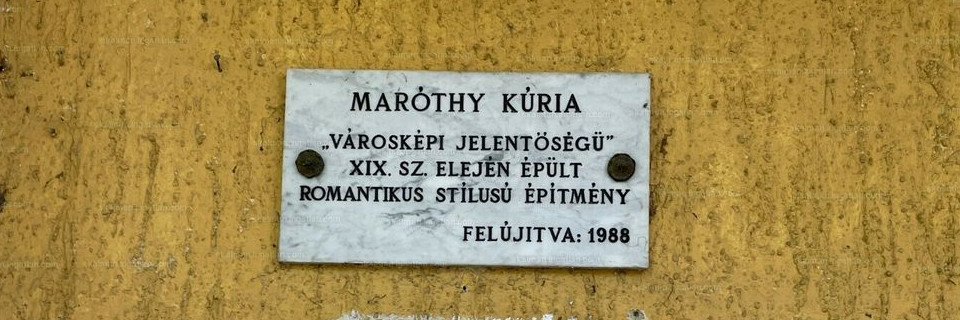 MARÓTHY KÚRIA
„VÁROSKÉPI JELENTŐSÉGŰ”
XIX. SZ. ELEJÉN ÉPÜLT
ROMANTIKUS STÍLUSÚ ÉPÍTMÉNY
FELÚJITVA: 1988